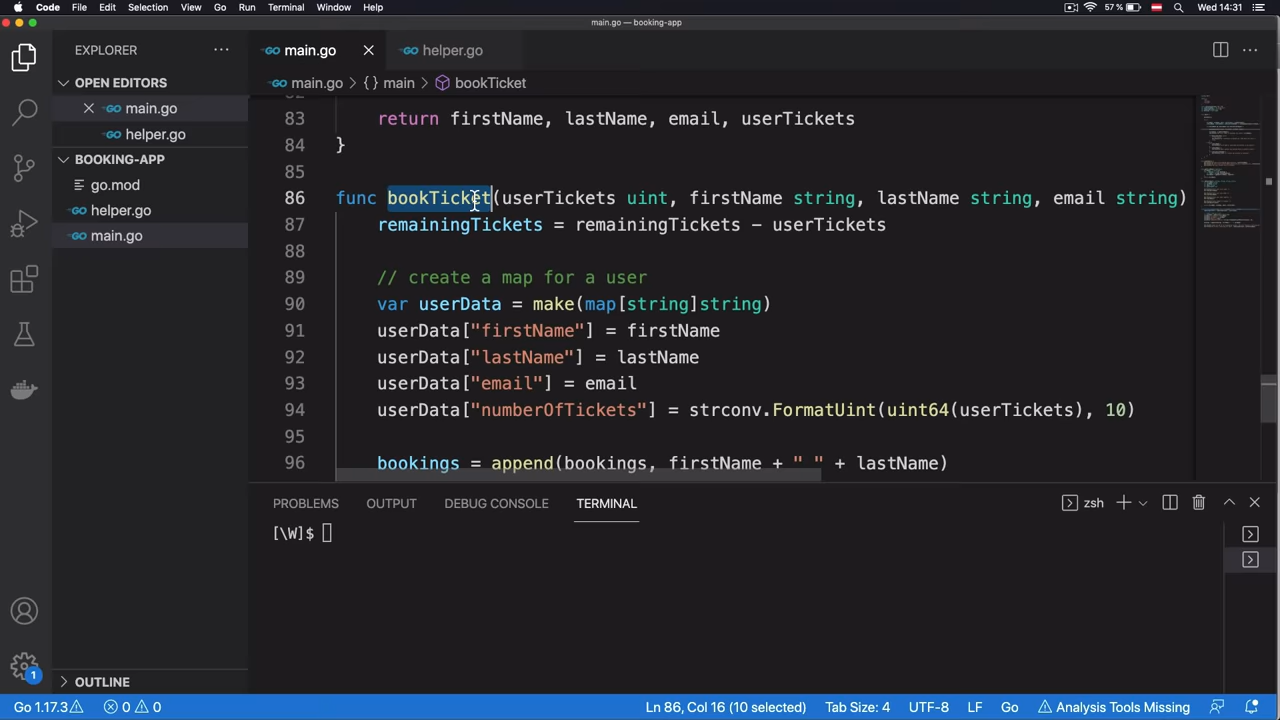 Code File Edit Selection View Go Run Terminal Window Help 57 % Wed 14:31
main.go — booking-app
EXPLORER
main.go
helper.go
OPEN EDITORS
main.go > {} main > bookTicket
main.go
helper.go
BOOKING-APP
go.mod
helper.go
main.go
83 return firstName, lastName, email, userTickets
84 }
85
86 func bookTicket(userTickets uint, firstName string, lastName string, email string)
87 remainingTickets = remainingTickets - userTickets
88
89 // create a map for a user
90 var userData = make(map[string]string)
91 userData["firstName"] = firstName
92 userData["lastName"] = lastName
93 userData["email"] = email
94 userData["numberOfTickets"] = strconv.FormatUint(uint64(userTickets), 10)
95
96 bookings = append(bookings, firstName + " " + lastName)
PROBLEMS OUTPUT DEBUG CONSOLE TERMINAL zsh
[\W]$
1
OUTLINE
Go 1.17.3 0 0 Ln 86, Col 16 (10 selected) Tab Size: 4 UTF-8 LF Go Analysis Tools Missing